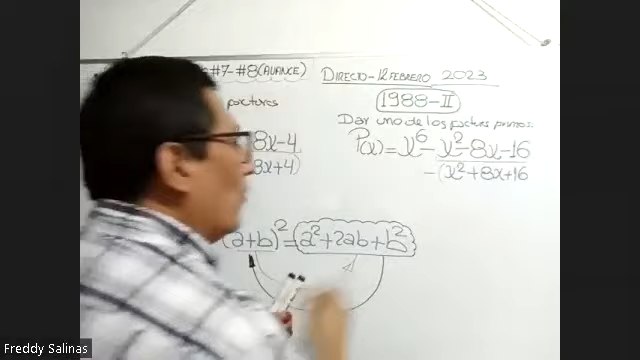 #7-#8(AVANCE) DIRECTO-12 FEBRERO 2023
factores
1988-II
Dar uno de los factores primos.
8x-4
P(x)=x⁶-x²-8x-16
8x+4)
-(x²+8x+16
(a+b)²=a²+2ab+b²
Freddy Salinas